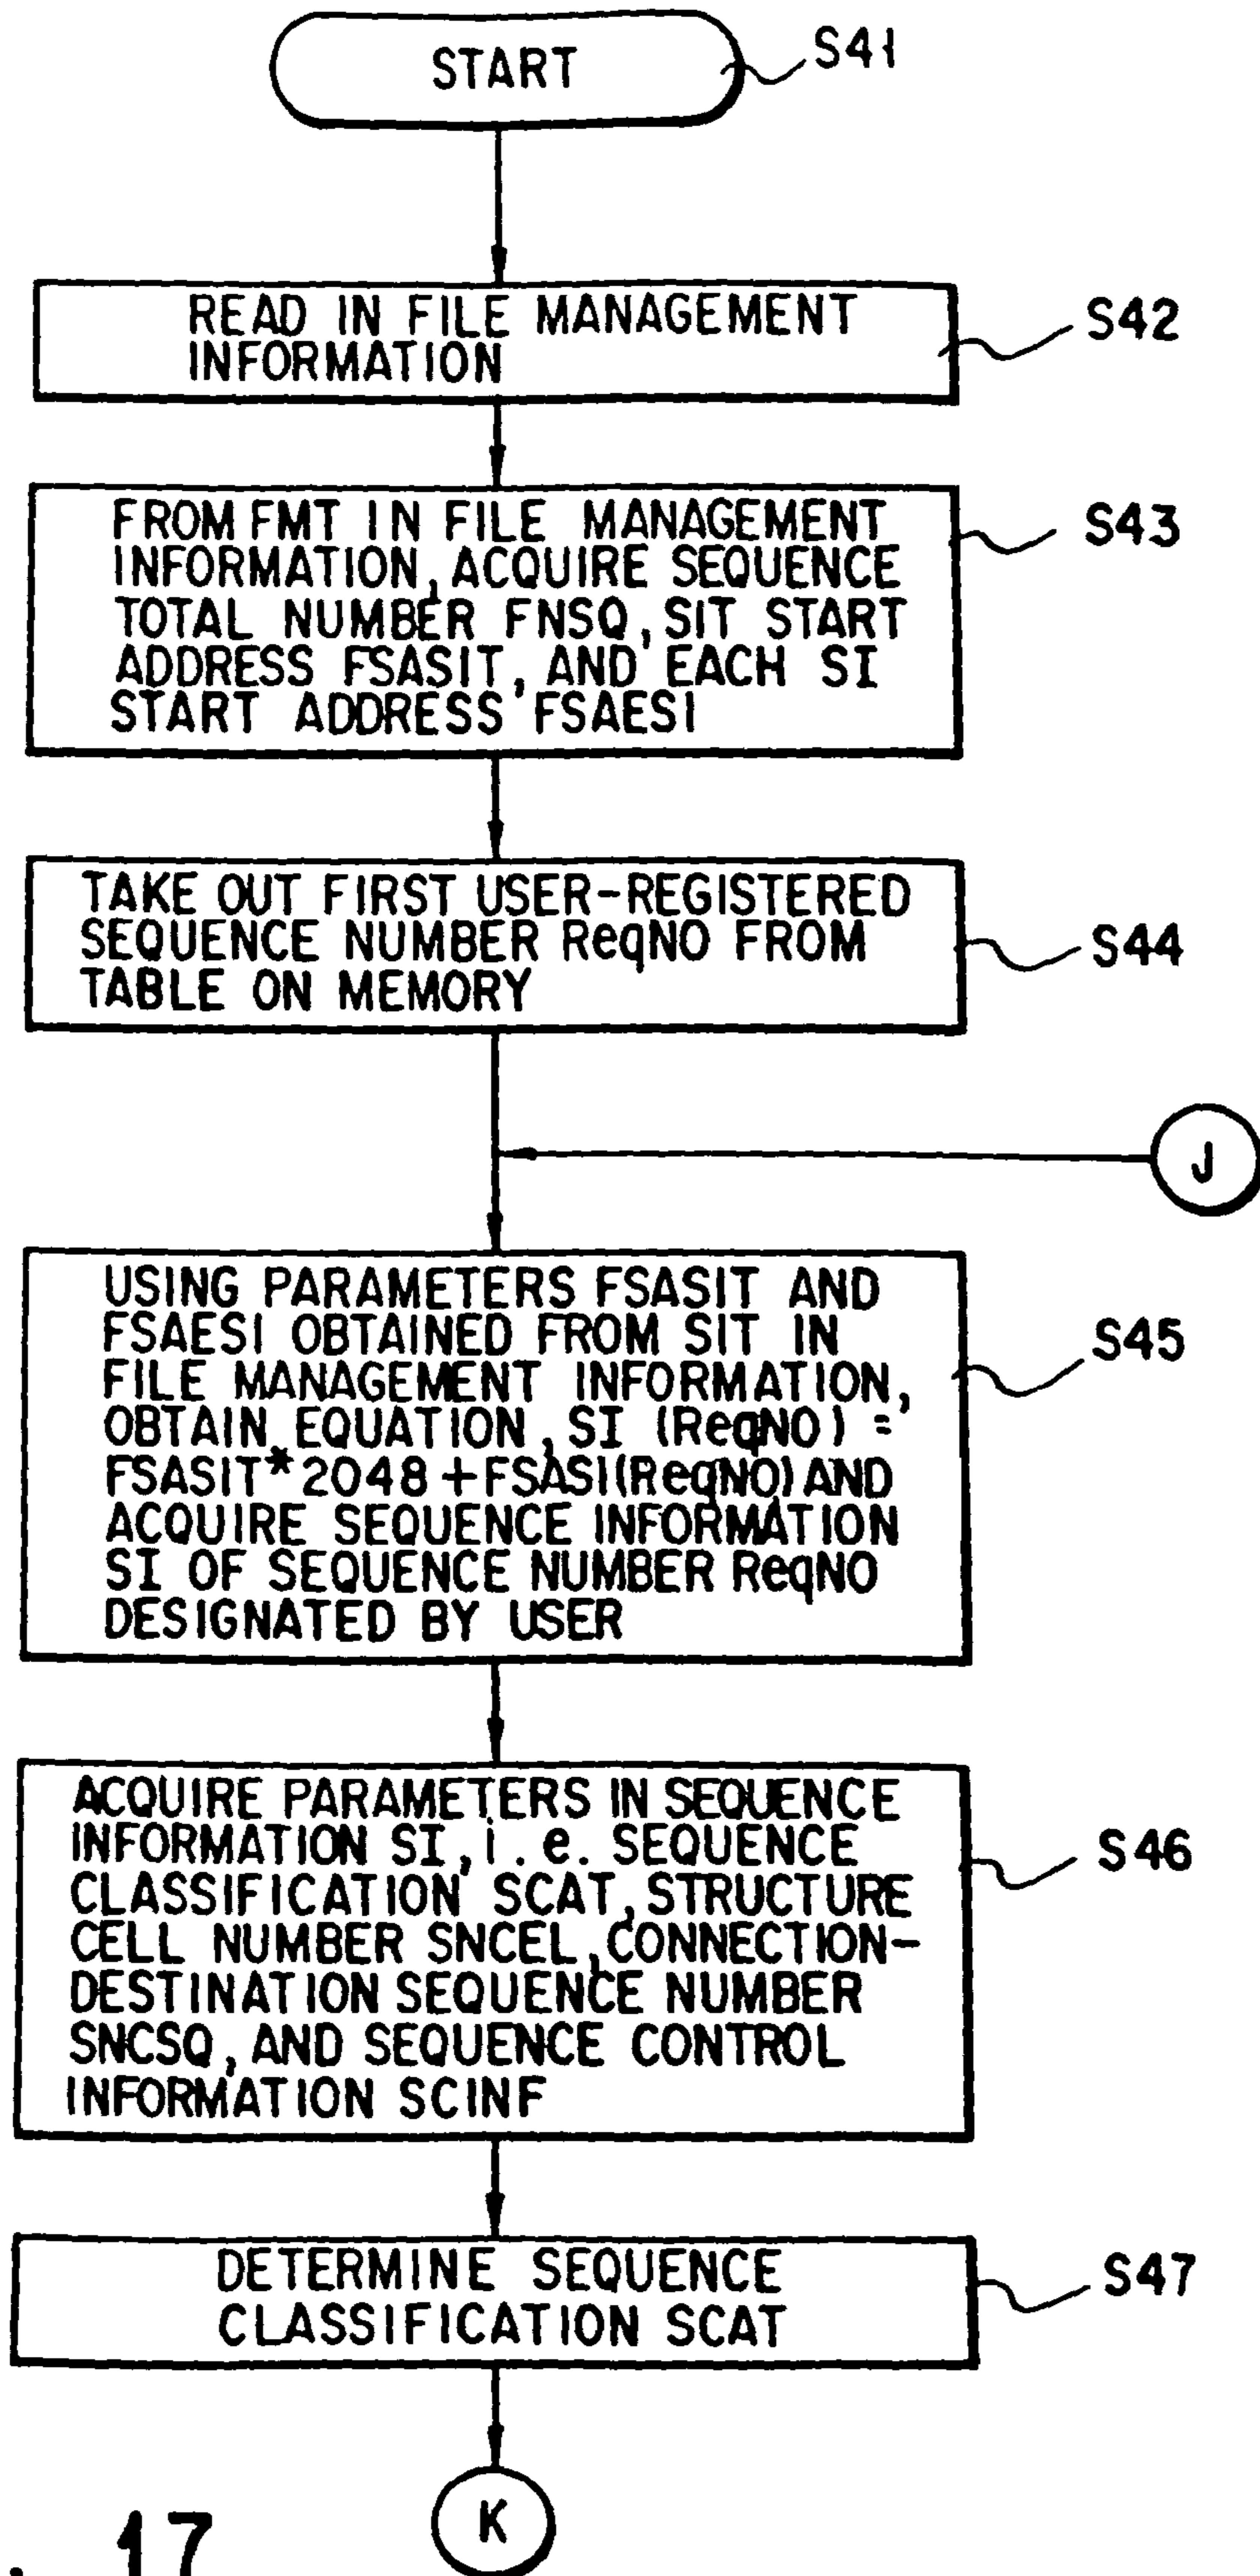 START
S41
READ IN FILE MANAGEMENT
INFORMATION
S42
FROM FMT IN FILE MANAGEMENT
INFORMATION, ACQUIRE SEQUENCE
TOTAL NUMBER FNSQ, SIT START
ADDRESS FSASIT, AND EACH SI
START ADDRESS FSAESI
S43
TAKE OUT FIRST USER-REGISTERED
SEQUENCE NUMBER ReqNO FROM
TABLE ON MEMORY
S44
J
USING PARAMETERS FSASIT AND
FSAESI OBTAINED FROM SIT IN
FILE MANAGEMENT INFORMATION,
OBTAIN EQUATION, SI (ReqNO) =
FSASIT*2048+FSASI(ReqNO) AND
ACQUIRE SEQUENCE INFORMATION
SI OF SEQUENCE NUMBER ReqNO
DESIGNATED BY USER
S45
ACQUIRE PARAMETERS IN SEQUENCE
INFORMATION SI, i.e. SEQUENCE
CLASSIFICATION SCAT, STRUCTURE
CELL NUMBER SNCEL, CONNECTION-
DESTINATION SEQUENCE NUMBER
SNCSQ, AND SEQUENCE CONTROL
INFORMATION SCINF
S46
DETERMINE SEQUENCE
CLASSIFICATION SCAT
S47
K
. 17